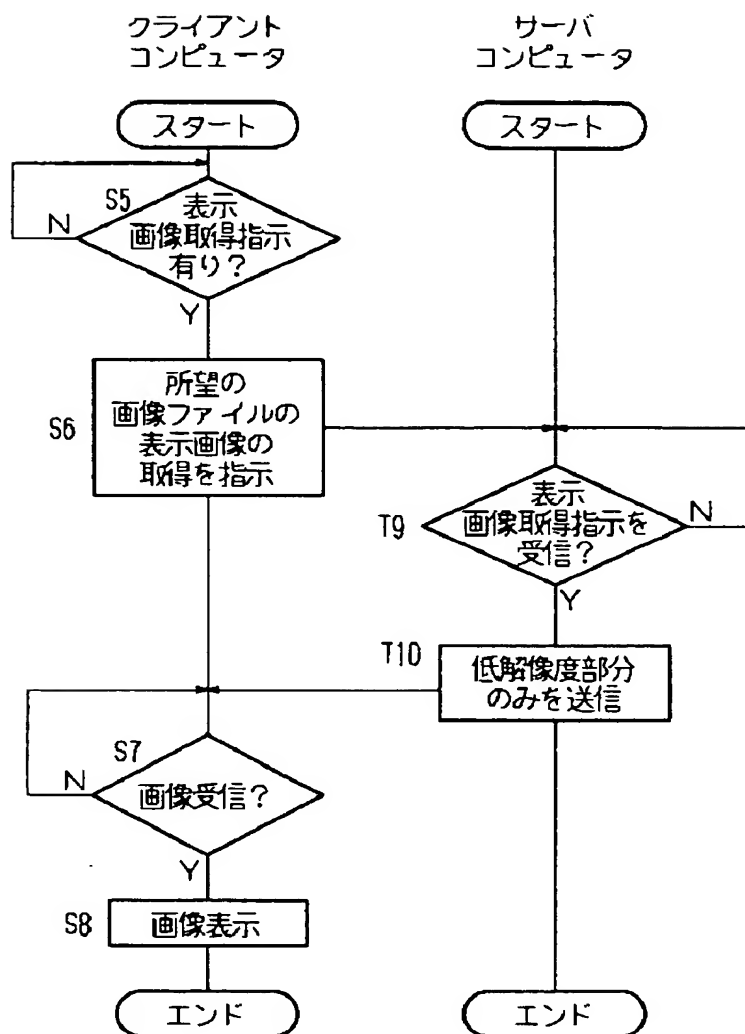 クライアント
コンピュータ
サーバ
コンピュータ
スタート
スタート
S5
表示
画像取得指示
有り?
N
Y
S6
所望の
画像ファイルの
表示画像の
取得を指示
T9
表示
画像取得指示を
受信?
N
Y
T10
低解像度部分
のみを送信
S7
画像受信?
N
Y
S8
画像表示
エンド
エンド